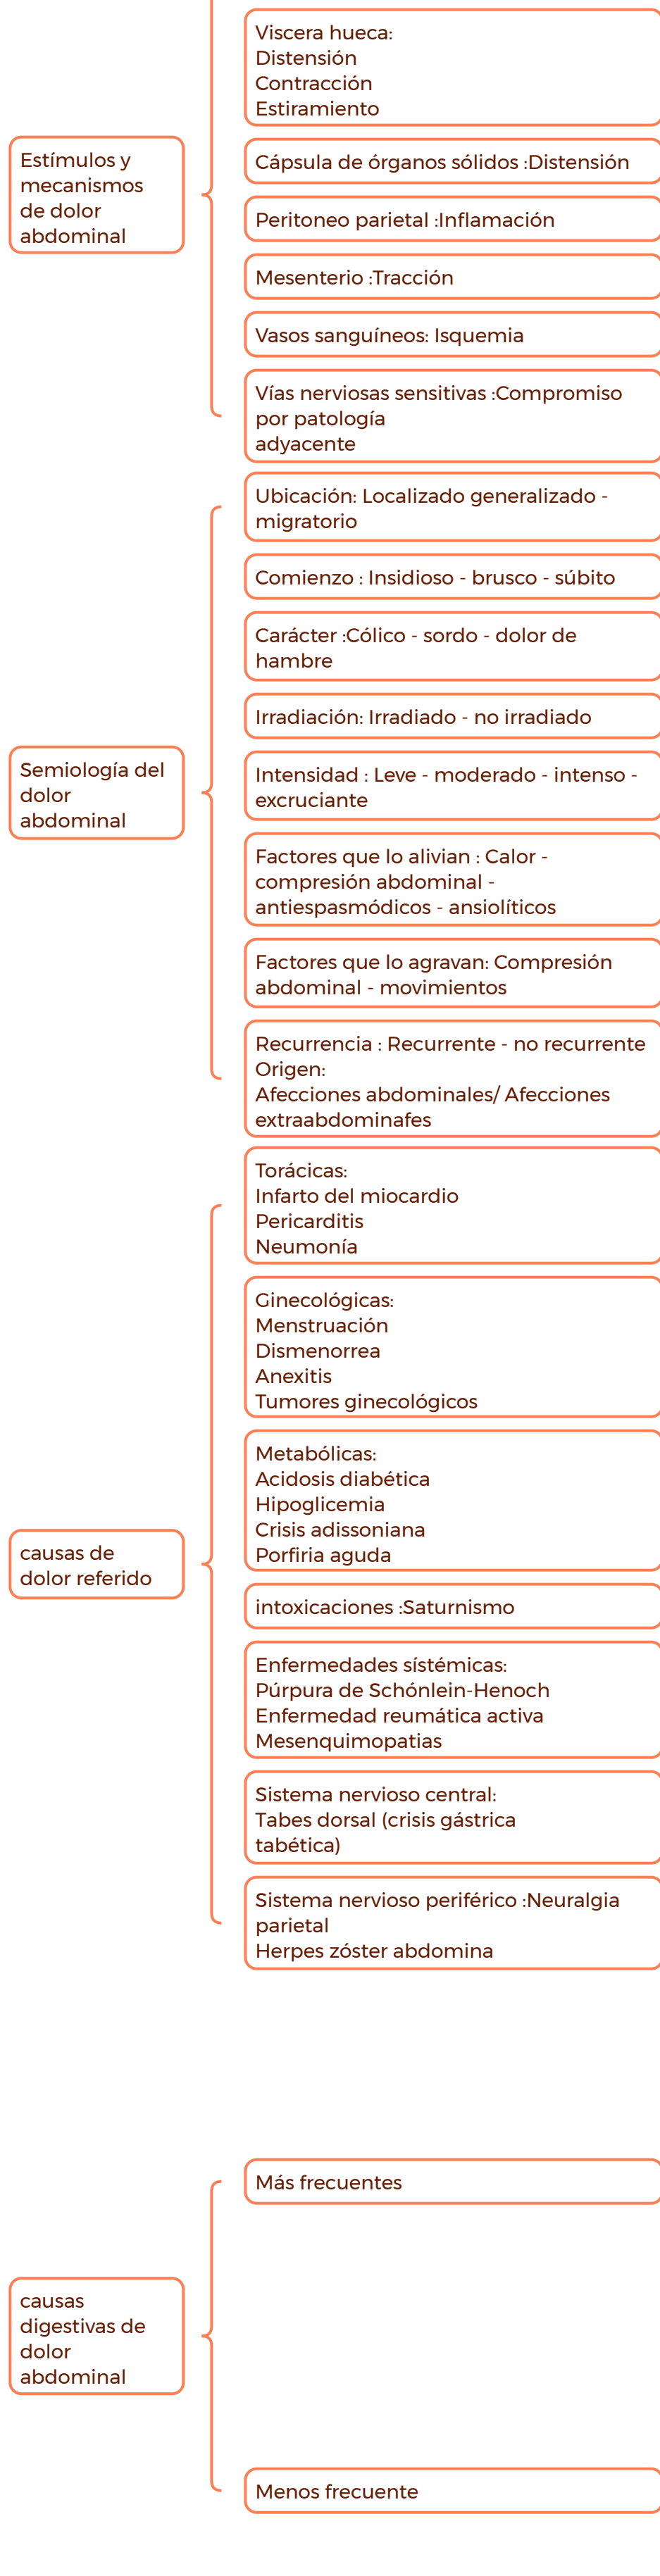 Estímulos y
mecanismos
de dolor
abdominal
Viscera hueca:
Distensión
Contracción
Estiramiento
Cápsula de órganos sólidos :Distensión
Peritoneo parietal :Inflamación
Mesenterio :Tracción
Vasos sanguíneos: Isquemia
Vías nerviosas sensitivas :Compromiso
por patología
adyacente
Semiología del
dolor
abdominal
Ubicación: Localizado generalizado -
migratorio
Comienzo : Insidioso - brusco - súbito
Carácter :Cólico - sordo - dolor de
hambre
Irradiación: Irradiado - no irradiado
Intensidad : Leve - moderado - intenso -
excruciante
Factores que lo alivian : Calor -
compresión abdominal -
antiespasmódicos - ansiolíticos
Factores que lo agravan: Compresión
abdominal - movimientos
Recurrencia : Recurrente - no recurrente
Origen:
Afecciones abdominales/ Afecciones
extraabdominafes
causas de
dolor referido
Torácicas:
Infarto del miocardio
Pericarditis
Neumonía
Ginecológicas:
Menstruación
Dismenorrea
Anexitis
Tumores ginecológicos
Metabólicas:
Acidosis diabética
Hipoglicemia
Crisis adissoniana
Porfiria aguda
intoxicaciones :Saturnismo
Enfermedades sístémicas:
Púrpura de Schónlein-Henoch
Enfermedad reumática activa
Mesenquimopatias
Sistema nervioso central:
Tabes dorsal (crisis gástrica
tabética)
Sistema nervioso periférico :Neuralgia
parietal
Herpes zóster abdomina
causas
digestivas de
dolor
abdominal
Más frecuentes
Menos frecuente